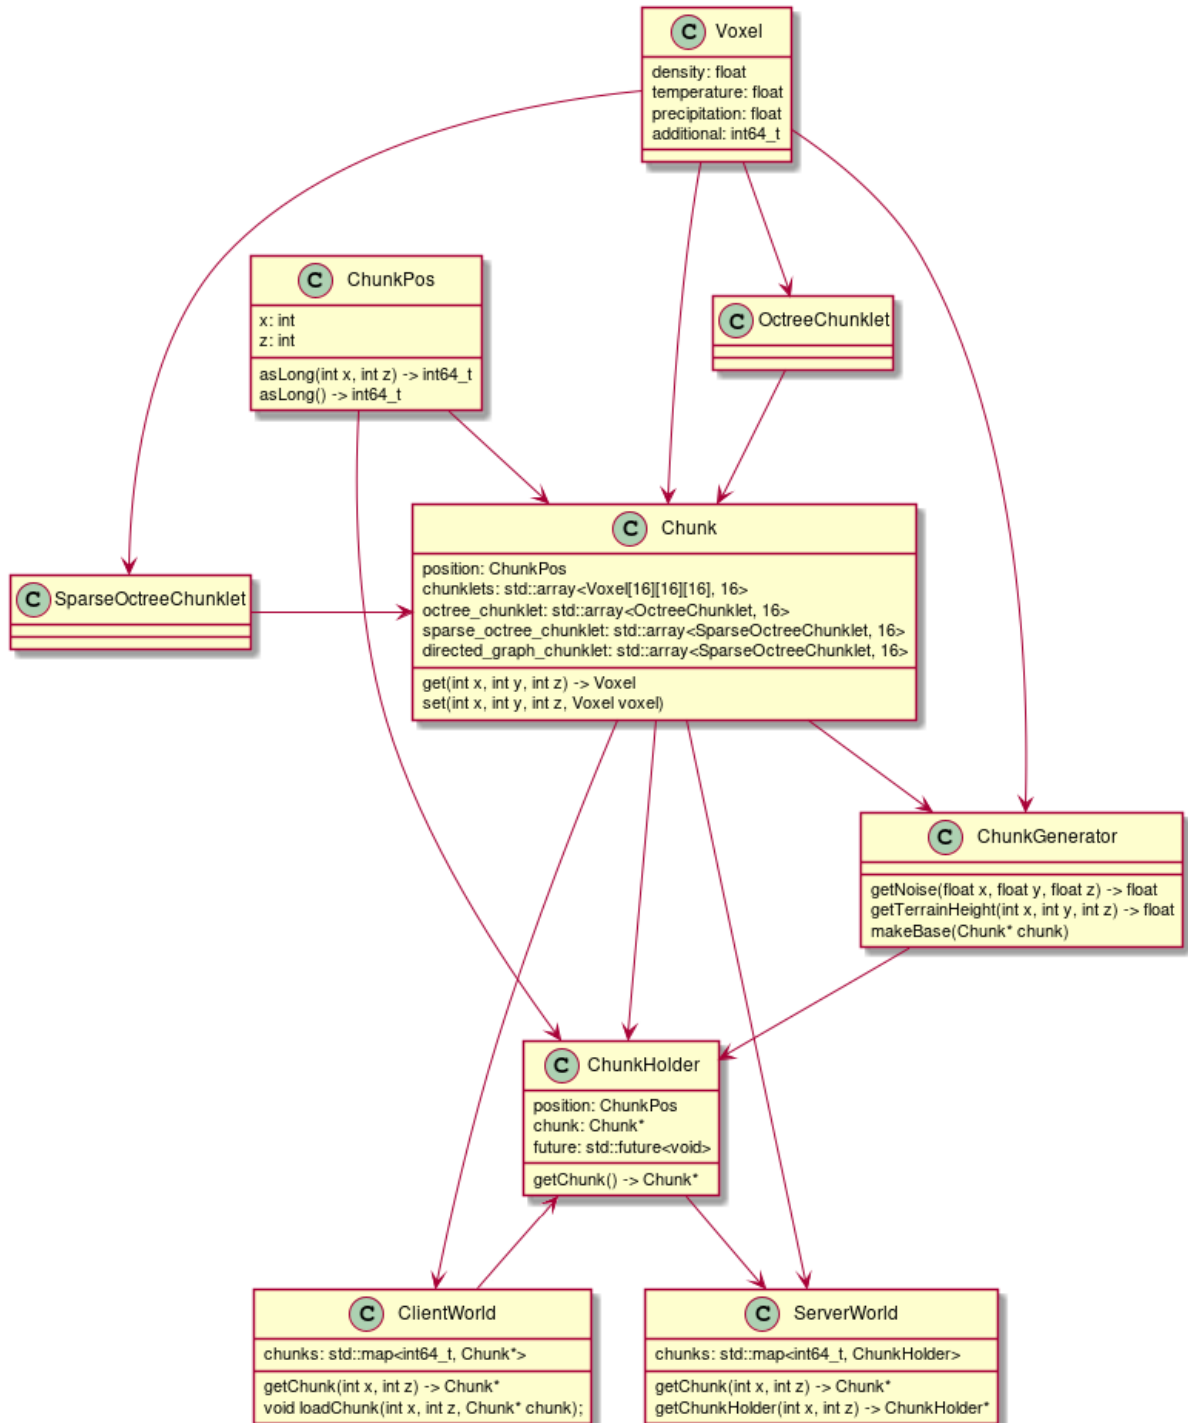 C Voxel
density: float
temperature: float
precipitation: float
additional: int64_t
C ChunkPos
x: int
z: int
asLong(int x, int z) -> int64_t
asLong() -> int64_t
C OctreeChunklet
C SparseOctreeChunklet
C Chunk
position: ChunkPos
chunklets: std::array<Voxel[16][16][16], 16>
octree_chunklet: std::array<OctreeChunklet, 16>
sparse_octree_chunklet: std::array<SparseOctreeChunklet, 16>
directed_graph_chunklet: std::array<SparseOctreeChunklet, 16>
get(int x, int y, int z) -> Voxel
set(int x, int y, int z, Voxel voxel)
C ChunkGenerator
getNoise(float x, float y, float z) -> float
getTerrainHeight(int x, int y, int z) -> float
makeBase(Chunk* chunk)
C ChunkHolder
position: ChunkPos
chunk: Chunk*
future: std::future<void>
getChunk() -> Chunk*
C ClientWorld
chunks: std::map<int64_t, Chunk*>
getChunk(int x, int z) -> Chunk*
void loadChunk(int x, int z, Chunk* chunk);
C ServerWorld
chunks: std::map<int64_t, ChunkHolder>
getChunk(int x, int z) -> Chunk*
getChunkHolder(int x, int z) -> ChunkHolder*